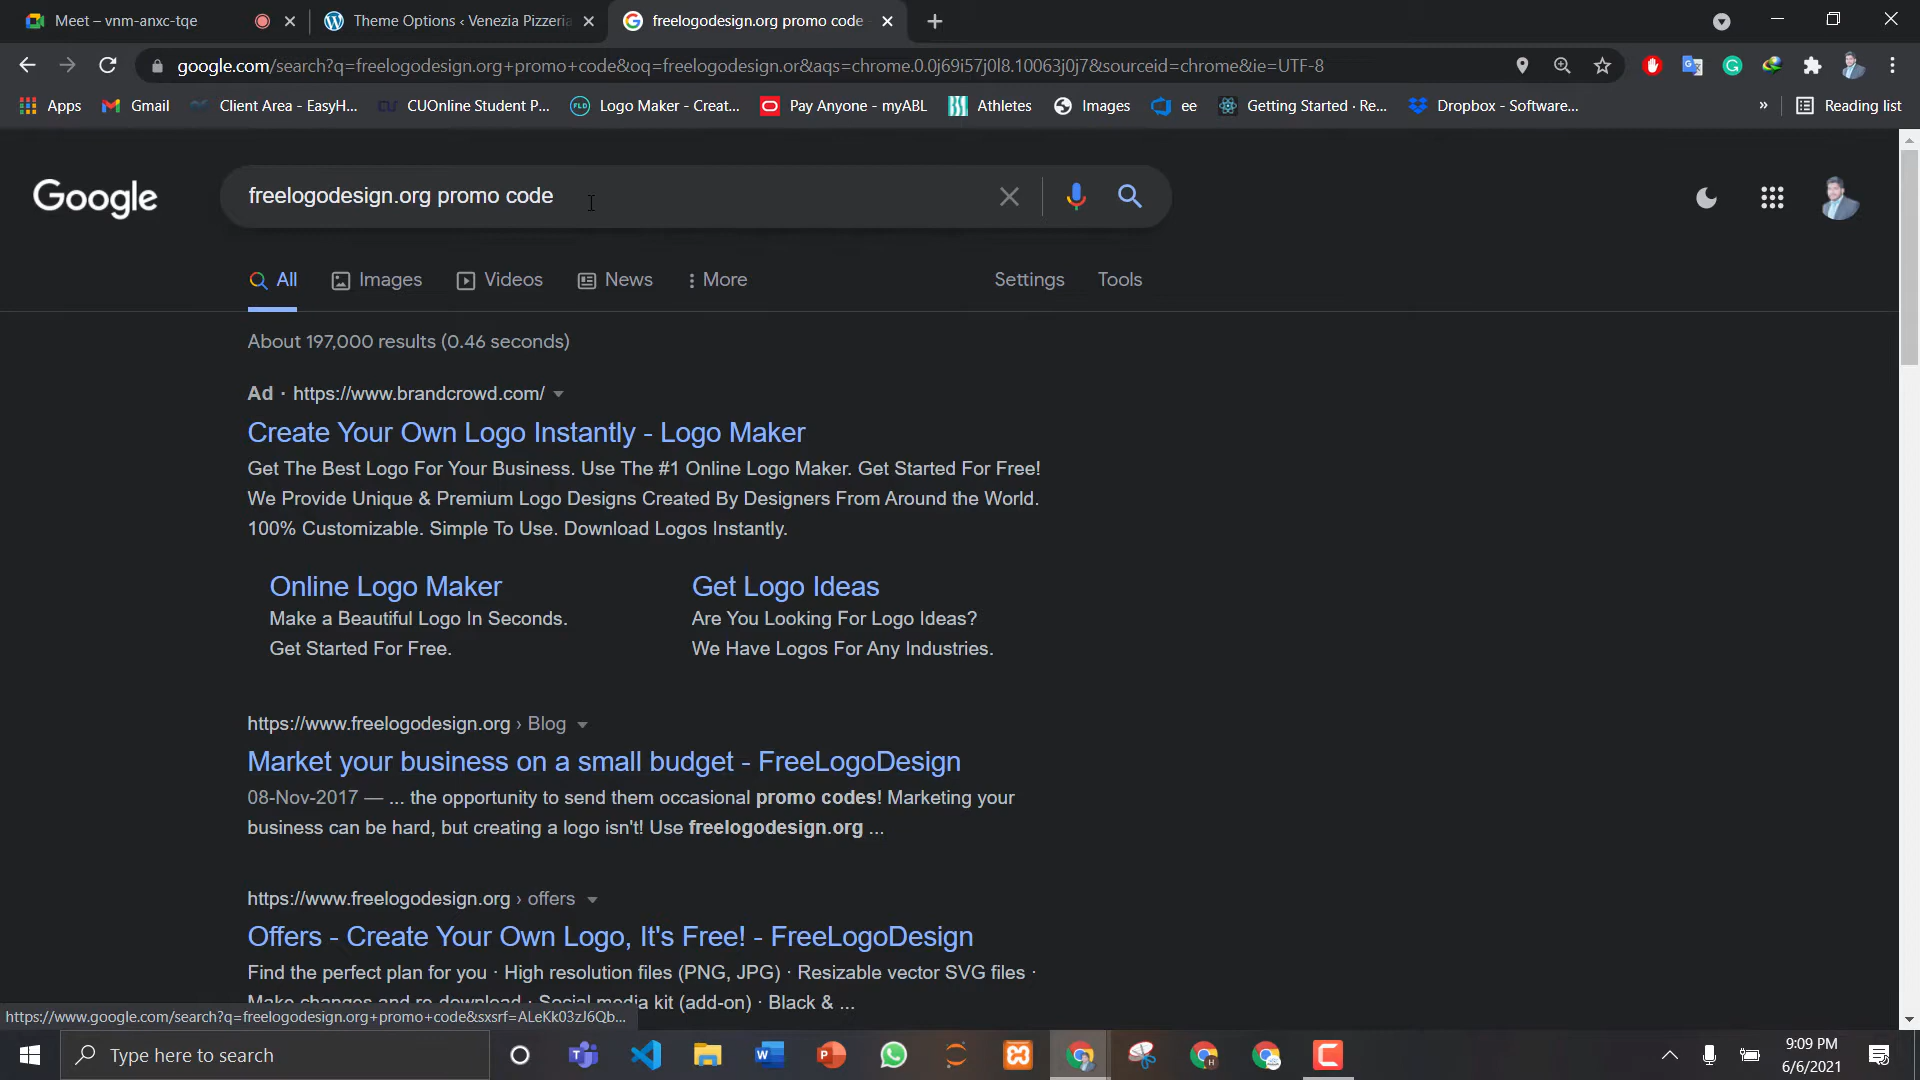 Meet – vnm-anxc-tqe
Theme Options ‹ Venezia Pizzeria
freelogodesign.org promo code
google.com/search?q=freelogodesign.org+promo+code&oq=freelogodesign.or&aqs=chrome.0.0j69i57j0l8.10063j0j7&sourceid=chrome&ie=UTF-8
Apps
Gmail
Client Area - EasyH...
CUOnline Student P...
FLD
Logo Maker - Creat...
Pay Anyone - myABL
Athletes
Images
ee
Getting Started · Re...
Dropbox - Software...
»
Reading list
Google
freelogodesign.org promo code
All
Images
Videos
News
More
Settings
Tools
About 197,000 results (0.46 seconds)
Ad · https://www.brandcrowd.com/
Create Your Own Logo Instantly - Logo Maker
Get The Best Logo For Your Business. Use The #1 Online Logo Maker. Get Started For Free!
We Provide Unique & Premium Logo Designs Created By Designers From Around the World.
100% Customizable. Simple To Use. Download Logos Instantly.
Online Logo Maker
Make a Beautiful Logo In Seconds.
Get Started For Free.
Get Logo Ideas
Are You Looking For Logo Ideas?
We Have Logos For Any Industries.
https://www.freelogodesign.org › Blog
Market your business on a small budget - FreeLogoDesign
08-Nov-2017 — ... the opportunity to send them occasional promo codes! Marketing your
business can be hard, but creating a logo isn't! Use freelogodesign.org ...
https://www.freelogodesign.org › offers
Offers - Create Your Own Logo, It's Free! - FreeLogoDesign
Find the perfect plan for you · High resolution files (PNG, JPG) · Resizable vector SVG files ·
Make changes and re-download · Social media kit (add-on) · Black & ...
https://www.google.com/search?q=freelogodesign.org+promo+code&sxsrf=ALeKk03zJ6Qb...
Type here to search
9:09 PM
6/6/2021